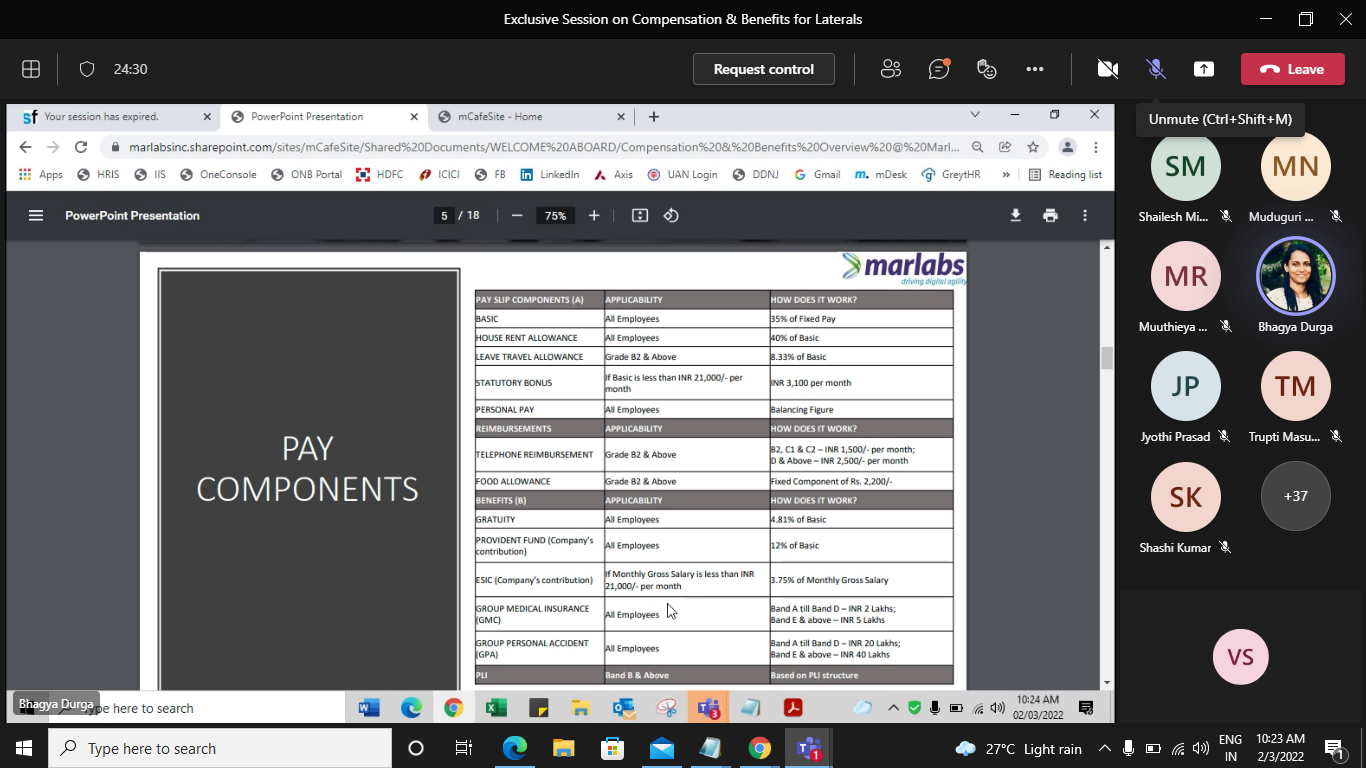 Exclusive Session on Compensation & Benefits for Laterals
24:30
Request control
Leave
Unmute (Ctrl+Shift+M)
Your session has expired.
PowerPoint Presentation
mCafeSite - Home
marlabsinc.sharepoint.com/sites/mCafeSite/Shared%20Documents/WELCOME%20ABOARD/Compensation%20&%20Benefits%20Overview%20@%20Marl...
Apps HRIS IIS OneConsole ONB Portal HDFC ICICI FB LinkedIn Axis UAN Login DDNJ Gmail mDesk GreytHR » Reading list
PowerPoint Presentation 5 / 18 75%
marlabs
driving digital agility
PAY
COMPONENTS
PAY SLIP COMPONENTS (A) APPLICABILITY HOW DOES IT WORK?
BASIC All Employees 35% of Fixed Pay
HOUSE RENT ALLOWANCE All Employees 40% of Basic
LEAVE TRAVEL ALLOWANCE Grade B2 & Above 8.33% of Basic
STATUTORY BONUS If Basic is less than INR 21,000/- per
month INR 3,100 per month
PERSONAL PAY All Employees Balancing Figure
REIMBURSEMENTS APPLICABILITY HOW DOES IT WORK?
TELEPHONE REIMBURSEMENT Grade B2 & Above B2, C1 & C2 – INR 1,500/- per month;
D & Above – INR 2,500/- per month
FOOD ALLOWANCE Grade B2 & Above Fixed Component of Rs. 2,200/-
BENEFITS (B) APPLICABILITY HOW DOES IT WORK?
GRATUITY All Employees 4.81% of Basic
PROVIDENT FUND (Company's
contribution) All Employees 12% of Basic
ESIC (Company's contribution) If Monthly Gross Salary is less than INR
21,000/- per month 3.75% of Monthly Gross Salary
GROUP MEDICAL INSURANCE
(GMC) All Employees Band A till Band D – INR 2 Lakhs;
Band E & above – INR 5 Lakhs
GROUP PERSONAL ACCIDENT
(GPA) All Employees Band A till Band D – INR 20 Lakhs;
Band E & above – INR 40 Lakhs
PLI Band B & Above Based on PLI structure
SM MN
Shailesh Mi... Muduguri ...
MR
Muuthieya ... Bhagya Durga
JP TM
Jyothi Prasad Trupti Masu...
SK +37
Shashi Kumar
VS
Bhagya Durga
pe here to search
10:24 AM
02/03/2022
Type here to search
27°C Light rain
ENG
IN
10:23 AM
2/3/2022